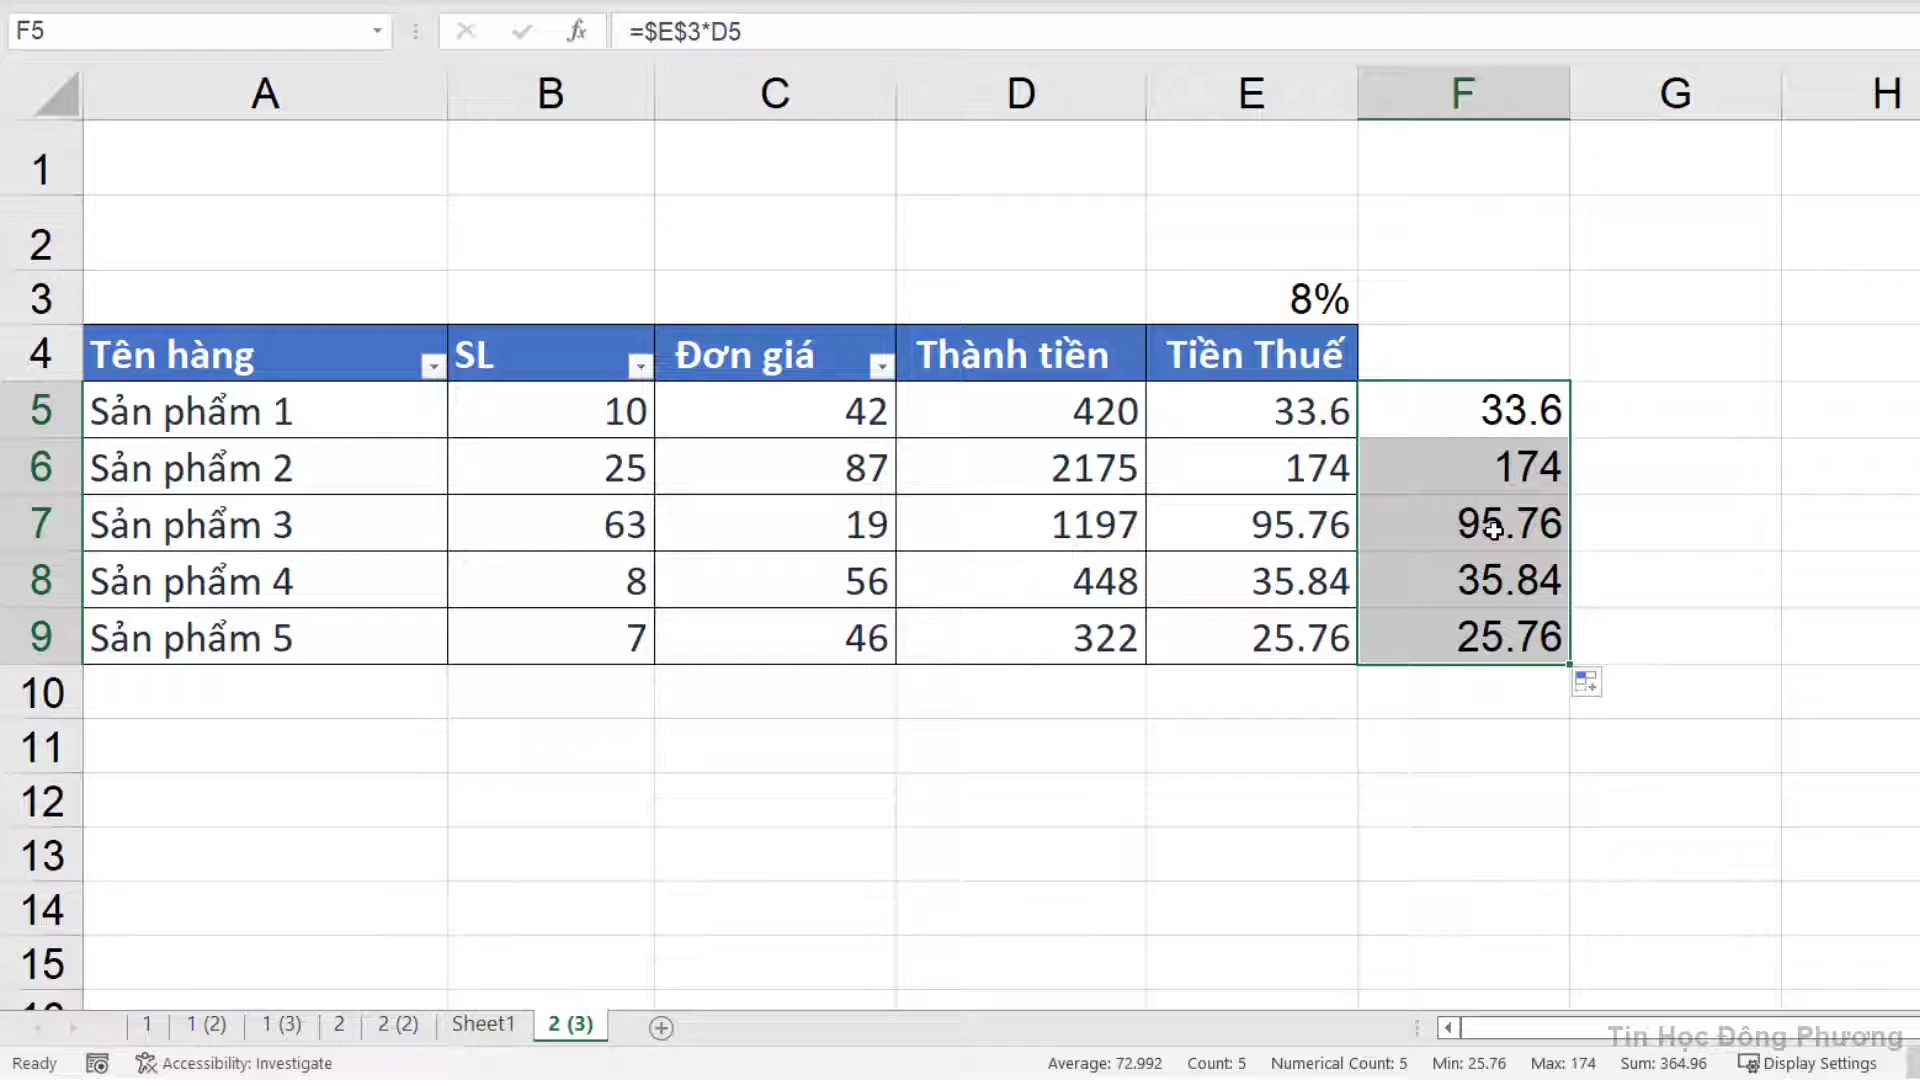 F5 fx =$E$3*D5
A B C D E F G H
1
2
3 8%
4 Tên hàng SL Đơn giá Thành tiền Tiền Thuế
5 Sản phẩm 1 10 42 420 33.6 33.6
6 Sản phẩm 2 25 87 2175 174 174
7 Sản phẩm 3 63 19 1197 95.76 95.76
8 Sản phẩm 4 8 56 448 35.84 35.84
9 Sản phẩm 5 7 46 322 25.76 25.76
10
11
12
13
14
15
1 1 (2) 1 (3) 2 2 (2) Sheet1 2 (3)
Tin Học Đông Phương
Ready Accessibility: Investigate Average: 72.992 Count: 5 Numerical Count: 5 Min: 25.76 Max: 174 Sum: 364.96 Display Settings